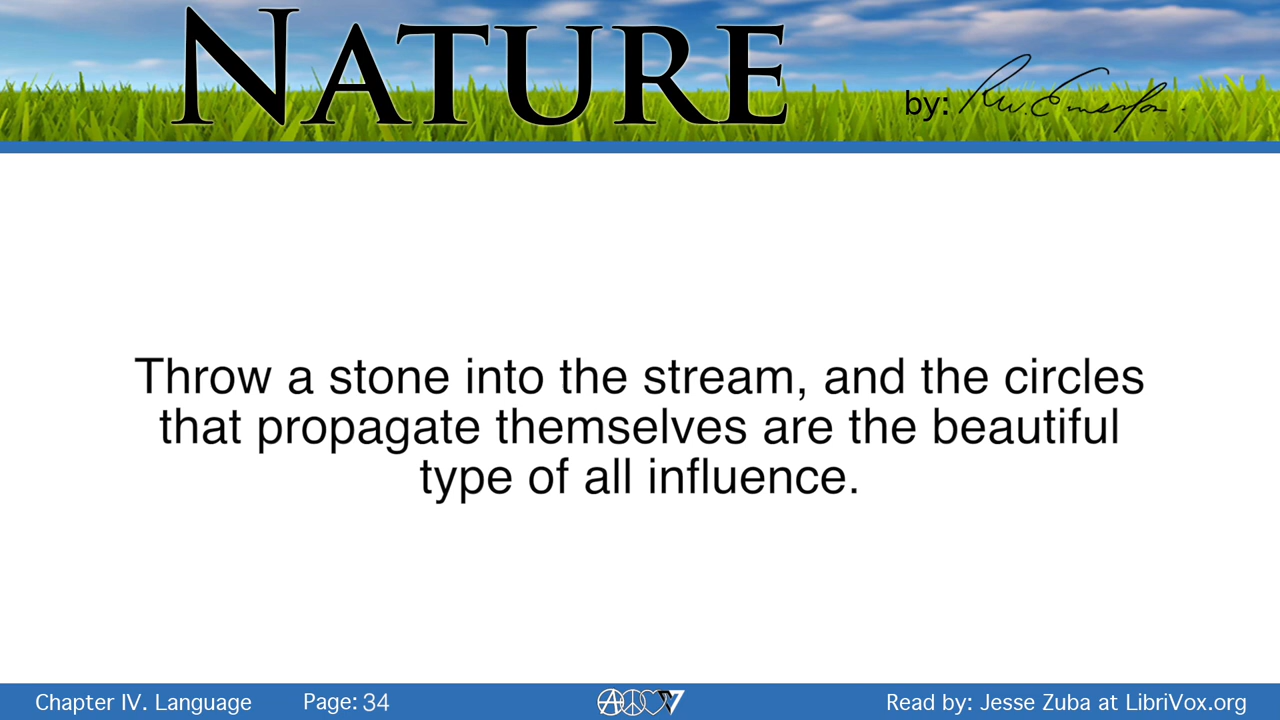 NATURE
by: R.W. Emerson.
Throw a stone into the stream, and the circles
that propagate themselves are the beautiful
type of all influence.
Chapter IV. Language Page: 34
Read by: Jesse Zuba at LibriVox.org